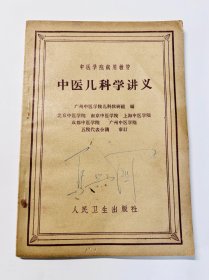 中医学院试用教材
中医儿科学讲义
广州中医学院儿科教研组 编
北京中医学院 南京中医学院 上海中医学院
成都中医学院 广州中医学院
五院代表会议 审订
人民卫生出版社